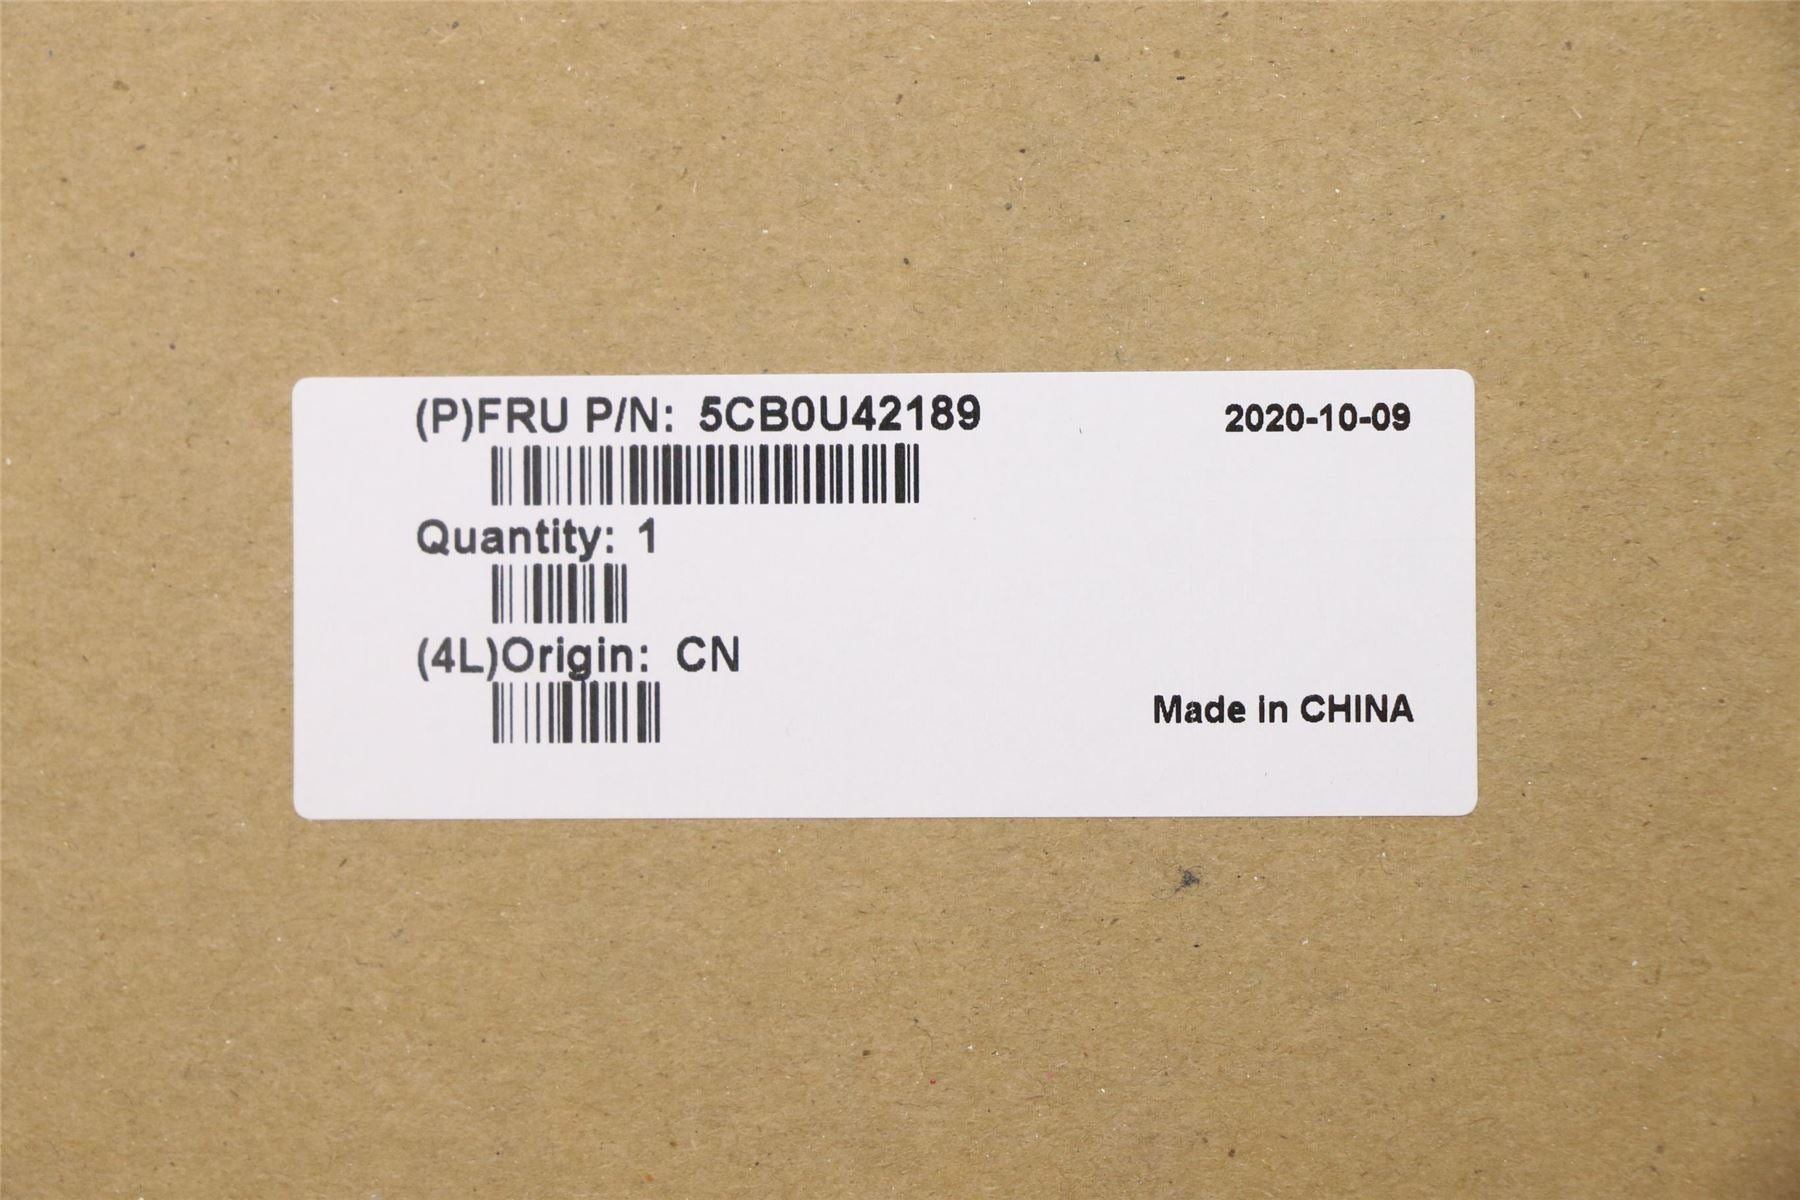 (P)FRU P/N: 5CB0U42189
2020-10-09
Quantity: 1
(4L)Origin: CN
Made in CHINA